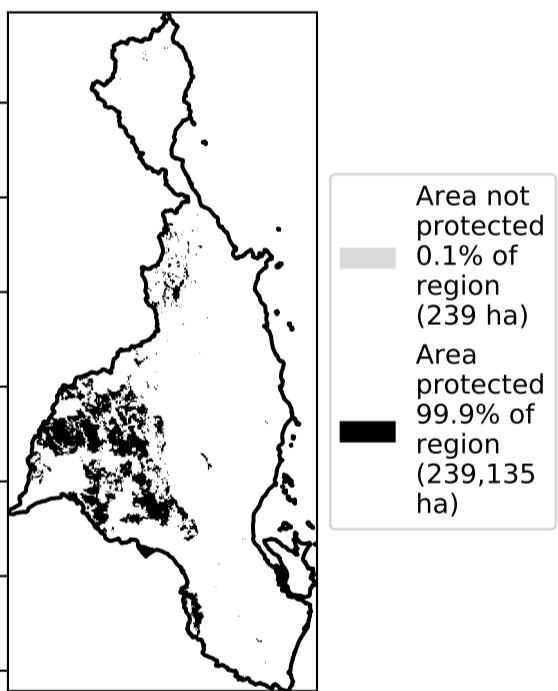 Area not
protected
0.1% of
region
(239 ha)
Area
protected
99.9% of
region
(239,135
ha)